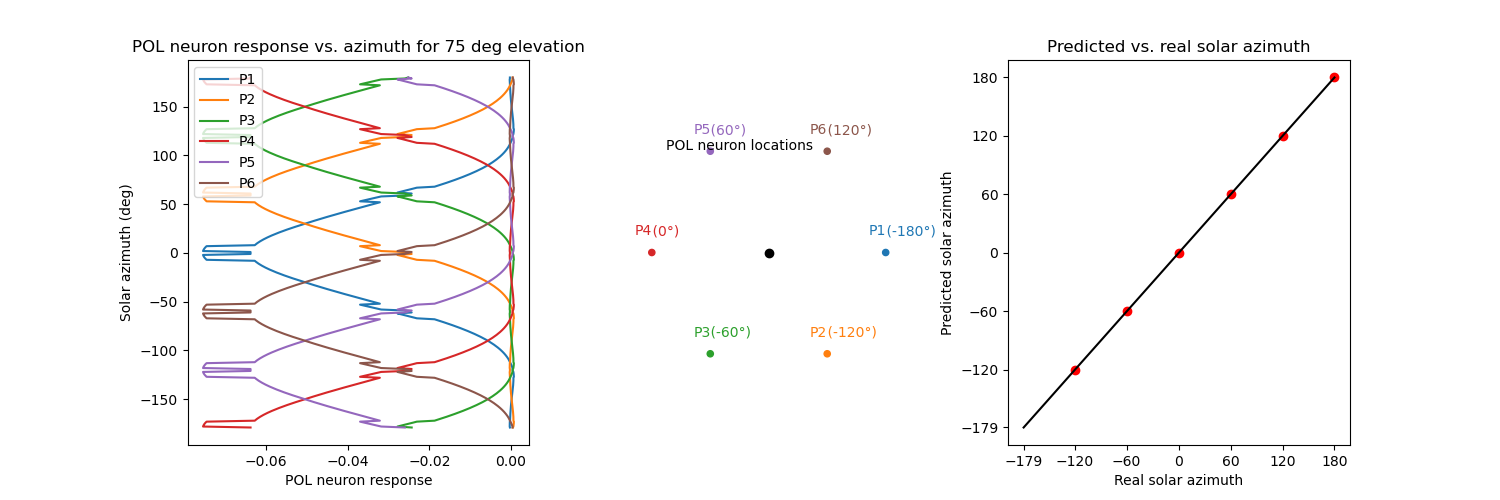 POL neuron response vs. azimuth for 75 deg elevation
P1
P2
P3
P4
P5
P6
150
100
50
0
−50
−100
−150
Solar azimuth (deg)
−0.06
−0.04
−0.02
0.00
POL neuron response
P5(60°)
P6(120°)
POL neuron locations
P4(0°)
P1(-180°)
P3(-60°)
P2(-120°)
Predicted vs. real solar azimuth
180
120
60
0
−60
−120
−179
Predicted solar azimuth
−179
−120
−60
0
60
120
180
Real solar azimuth